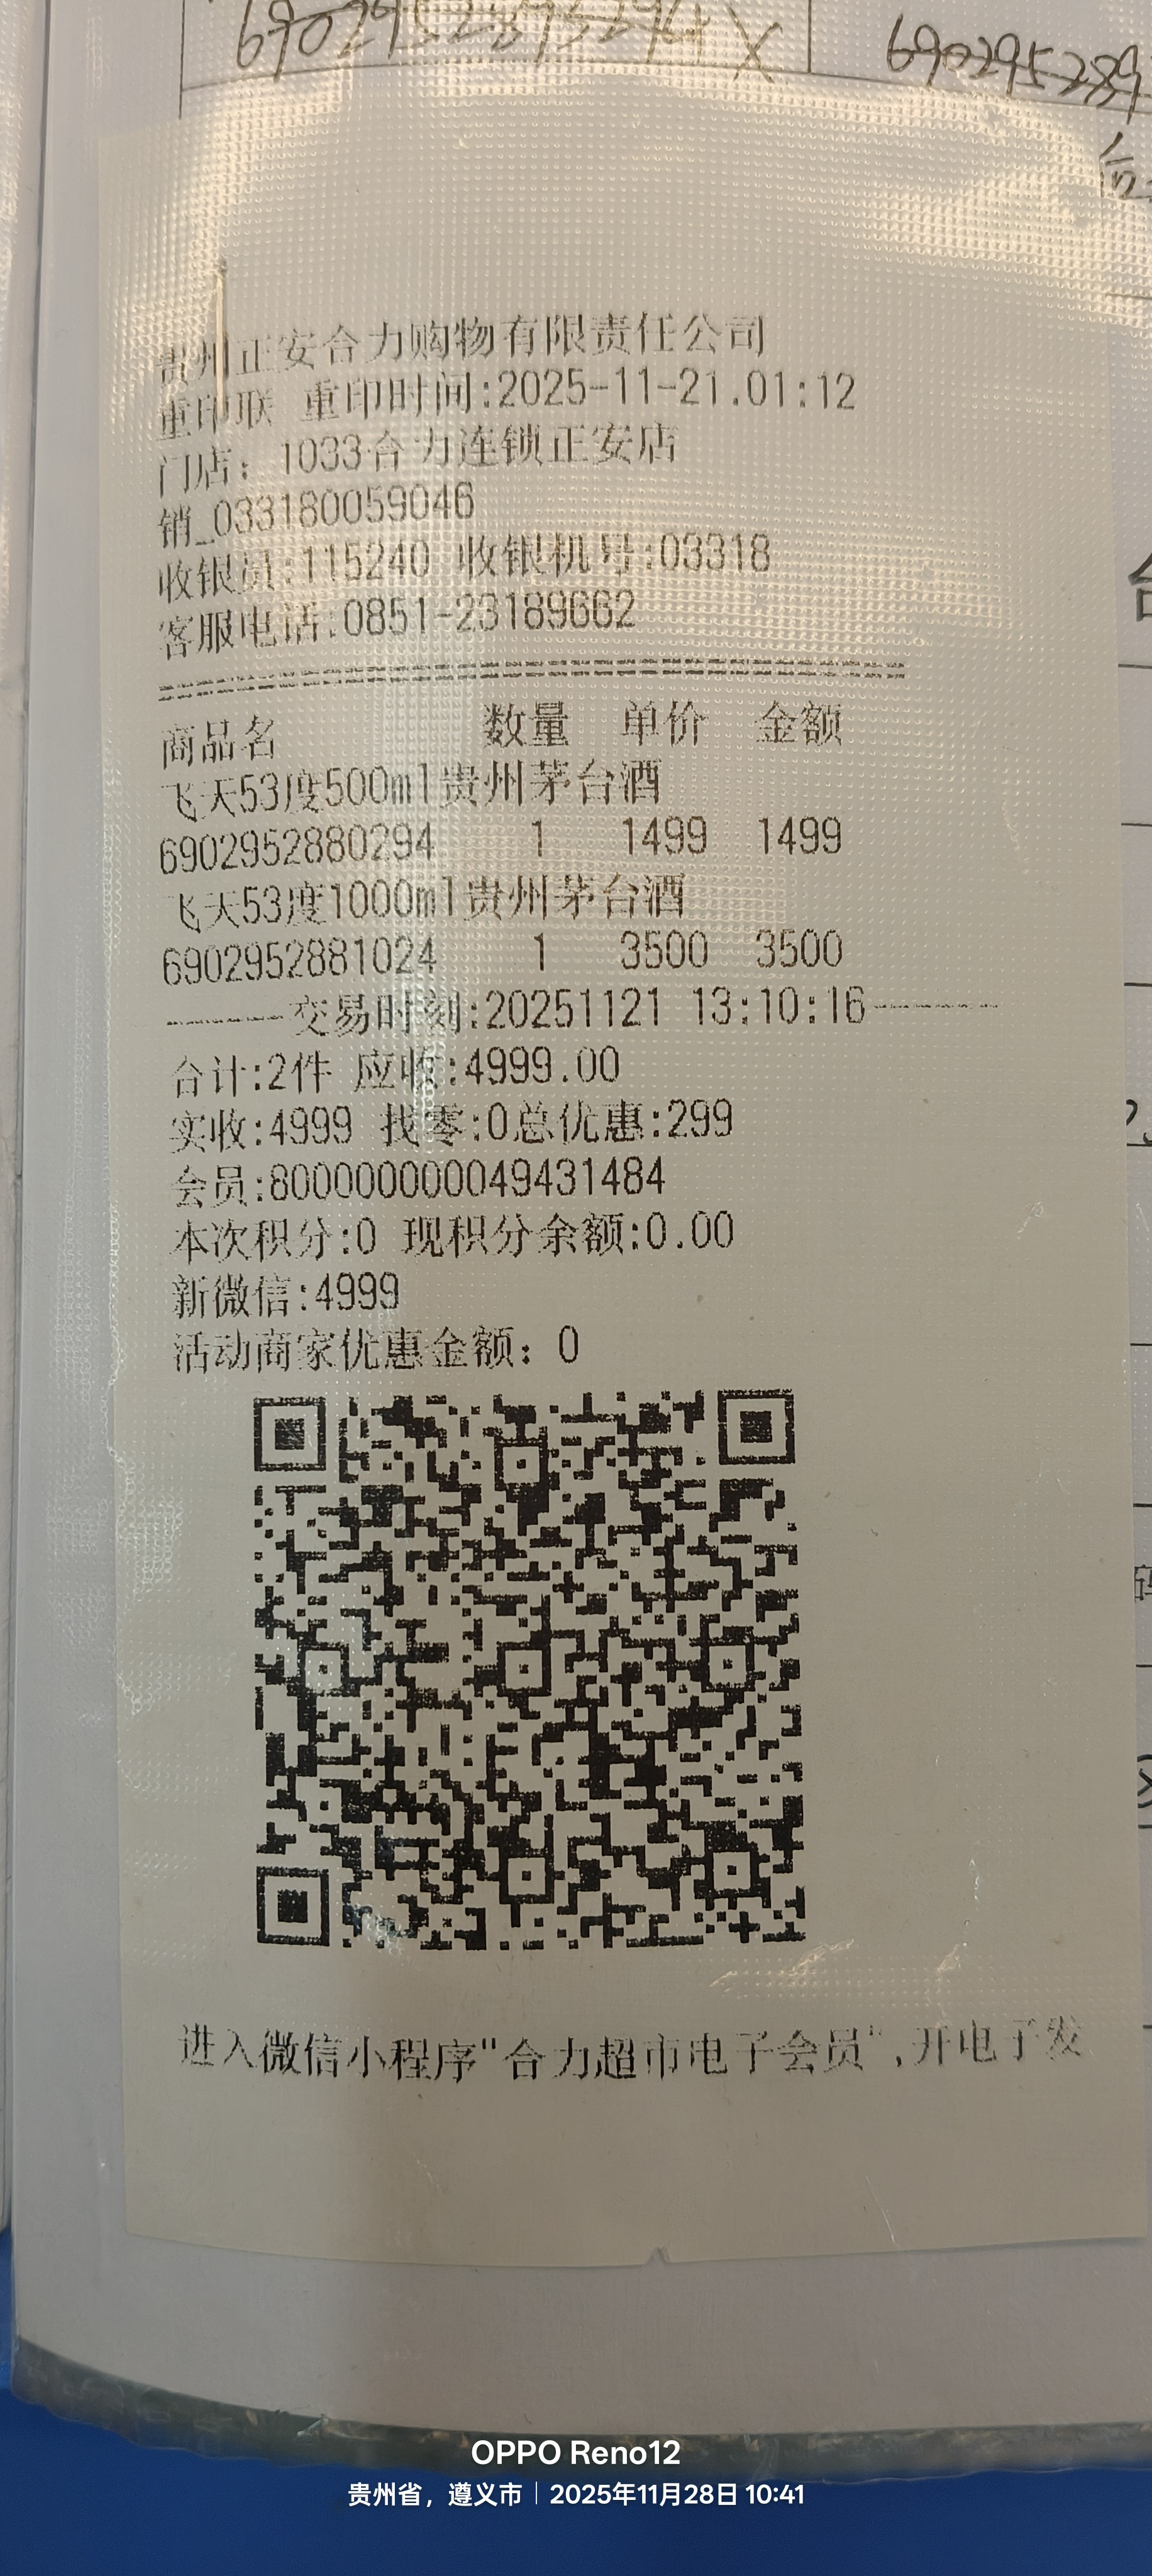 贵州正安合力购物有限责任公司
重印联 重印时间:2025-11-21.01:12
门店：1033合力连锁正安店
销_033180059046
收银员:115240 收银机号:03318
客服电话:0851-23189662
商品名 数量 单价 金额
飞天53度500ml贵州茅台酒
6902952880294 1 1499 1499
飞天53度1000ml贵州茅台酒
6902952881024 1 3500 3500
交易时刻:20251121 13:10:16
合计:2件 应收:4999.00
实收:4999 找零:0总优惠:299
会员:800000000049431484
本次积分:0 现积分余额:0.00
新微信:4999
活动商家优惠金额：0
进入微信小程序"合力超市电子会员",开电子发
OPPO Reno12
贵州省，遵义市｜2025年11月28日 10:41